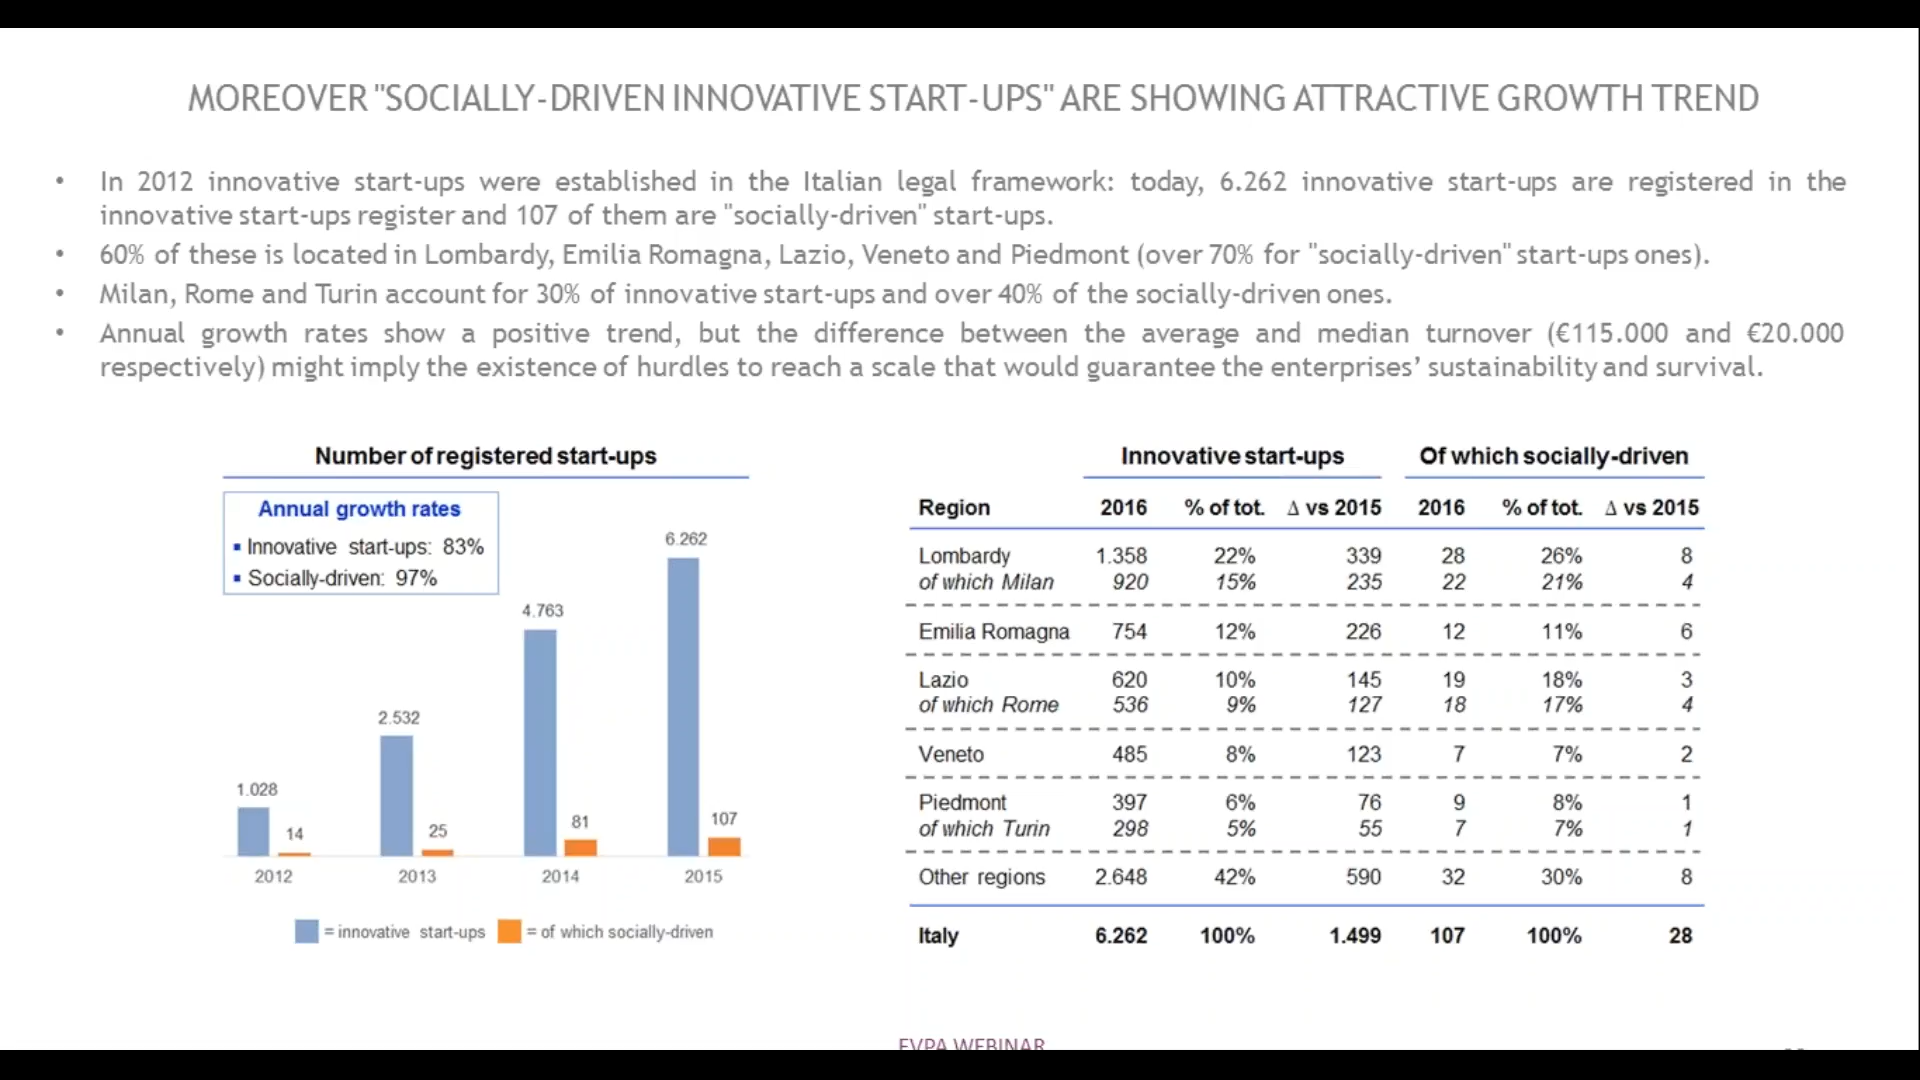 MOREOVER "SOCIALLY-DRIVEN INNOVATIVE START-UPS" ARE SHOWING ATTRACTIVE GROWTH TREND
• In 2012 innovative start-ups were established in the Italian legal framework: today, 6.262 innovative start-ups are registered in the
innovative start-ups register and 107 of them are "socially-driven" start-ups.
• 60% of these is located in Lombardy, Emilia Romagna, Lazio, Veneto and Piedmont (over 70% for "socially-driven" start-ups ones).
• Milan, Rome and Turin account for 30% of innovative start-ups and over 40% of the socially-driven ones.
• Annual growth rates show a positive trend, but the difference between the average and median turnover (€115.000 and €20.000
respectively) might imply the existence of hurdles to reach a scale that would guarantee the enterprises’ sustainability and survival.
Number of registered start-ups
Annual growth rates
▪ Innovative start-ups: 83%
▪ Socially-driven: 97%
1.028
14
2.532
25
4.763
81
6.262
107
2012 2013 2014 2015
= innovative start-ups = of which socially-driven
Innovative start-ups Of which socially-driven
Region 2016 % of tot. Δ vs 2015 2016 % of tot. Δ vs 2015
Lombardy 1.358 22% 339 28 26% 8
of which Milan 920 15% 235 22 21% 4
Emilia Romagna 754 12% 226 12 11% 6
Lazio 620 10% 145 19 18% 3
of which Rome 536 9% 127 18 17% 4
Veneto 485 8% 123 7 7% 2
Piedmont 397 6% 76 9 8% 1
of which Turin 298 5% 55 7 7% 1
Other regions 2.648 42% 590 32 30% 8
Italy 6.262 100% 1.499 107 100% 28
EVPA WEBINAR